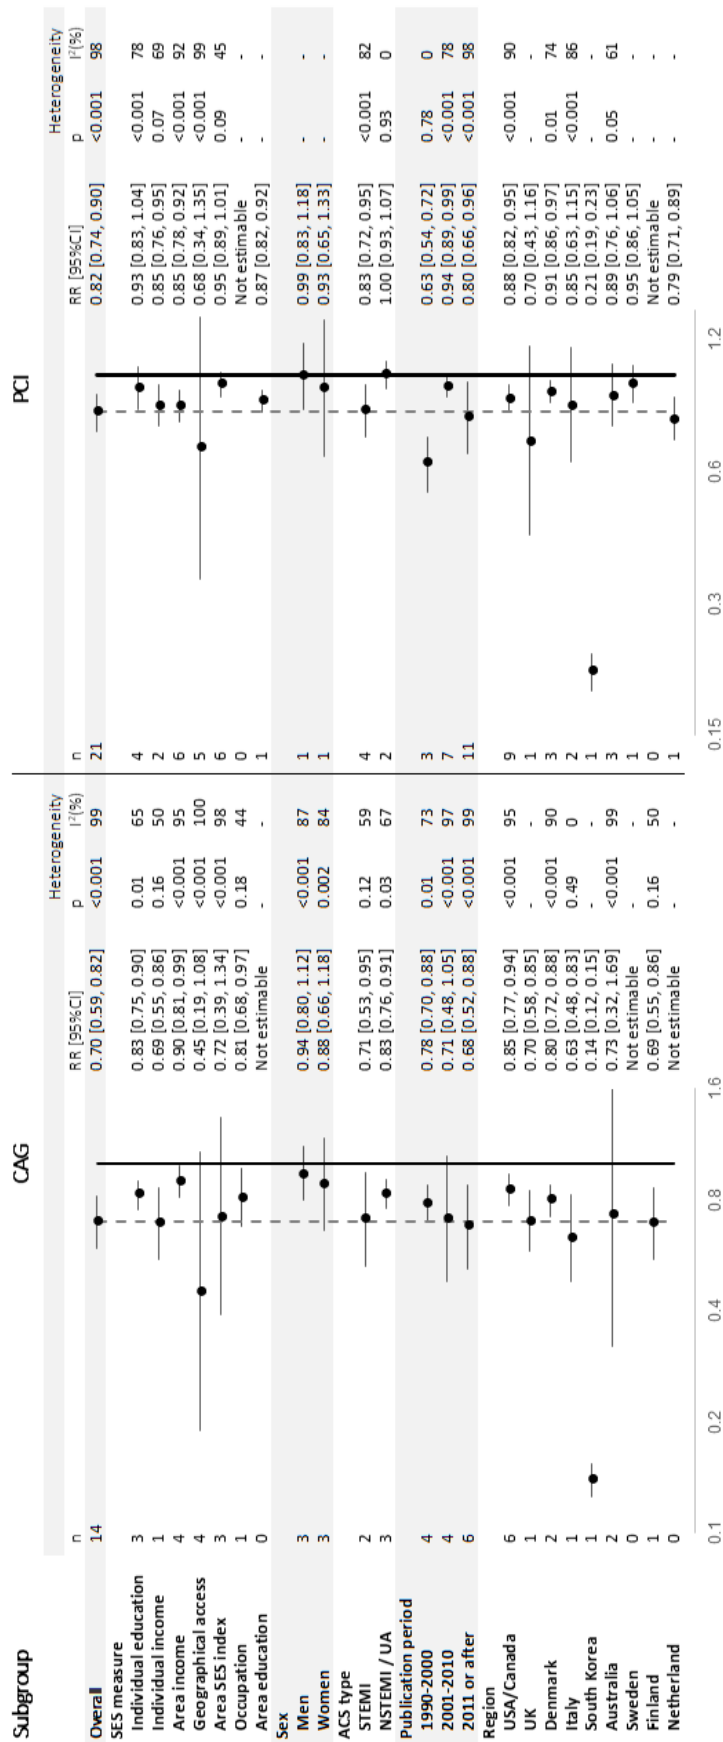 Subgroup CAG PCI
Heterogeneity Heterogeneity
n RR [95%CI] p I²(%) n RR [95%CI] p I²(%)
Overall 14 0.70 [0.59, 0.82] <0.001 99 21 0.82 [0.74, 0.90] <0.001 98
SES measure
Individual education 3 0.83 [0.75, 0.90] 0.01 65 4 0.93 [0.83, 1.04] <0.001 78
Individual income 1 0.69 [0.55, 0.86] 0.16 50 2 0.85 [0.76, 0.95] 0.07 69
Area income 4 0.90 [0.81, 0.99] <0.001 95 6 0.85 [0.78, 0.92] <0.001 92
Geographical access 4 0.45 [0.19, 1.08] <0.001 100 5 0.68 [0.34, 1.35] <0.001 99
Area SES index 3 0.72 [0.39, 1.34] <0.001 98 6 0.95 [0.89, 1.01] 0.09 45
Occupation 1 0.81 [0.68, 0.97] 0.18 44 0 Not estimable - -
Area education 0 Not estimable - - 1 0.87 [0.82, 0.92] - -
Sex
Men 3 0.94 [0.80, 1.12] <0.001 87 1 0.99 [0.83, 1.18] - -
Women 3 0.88 [0.66, 1.18] 0.002 84 1 0.93 [0.65, 1.33] - -
ACS type
STEMI 2 0.71 [0.53, 0.95] 0.12 59 4 0.83 [0.72, 0.95] <0.001 82
NSTEMI / UA 3 0.83 [0.76, 0.91] 0.03 67 2 1.00 [0.93, 1.07] 0.93 0
Publication period
1990-2000 4 0.78 [0.70, 0.88] 0.01 73 3 0.63 [0.54, 0.72] 0.78 0
2001-2010 4 0.71 [0.48, 1.05] <0.001 97 7 0.94 [0.89, 0.99] <0.001 78
2011 or after 6 0.68 [0.52, 0.88] <0.001 99 11 0.80 [0.66, 0.96] <0.001 98
Region
USA/Canada 6 0.85 [0.77, 0.94] <0.001 95 9 0.88 [0.82, 0.95] <0.001 90
UK 1 0.70 [0.58, 0.85] - - 1 0.70 [0.43, 1.16] - -
Denmark 2 0.80 [0.72, 0.88] <0.001 90 3 0.91 [0.86, 0.97] 0.01 74
Italy 1 0.63 [0.48, 0.83] 0.49 0 2 0.85 [0.63, 1.15] <0.001 86
South Korea 1 0.14 [0.12, 0.15] - - 1 0.21 [0.19, 0.23] - -
Australia 2 0.73 [0.32, 1.69] <0.001 99 3 0.89 [0.76, 1.06] 0.05 61
Sweden 0 Not estimable - - 1 0.95 [0.86, 1.05] - -
Finland 1 0.69 [0.55, 0.86] 0.16 50 0 Not estimable - -
Netherland 0 Not estimable - - 1 0.79 [0.71, 0.89] - -
0.1 0.2 0.4 0.8 1.6 0.15 0.3 0.6 1.2